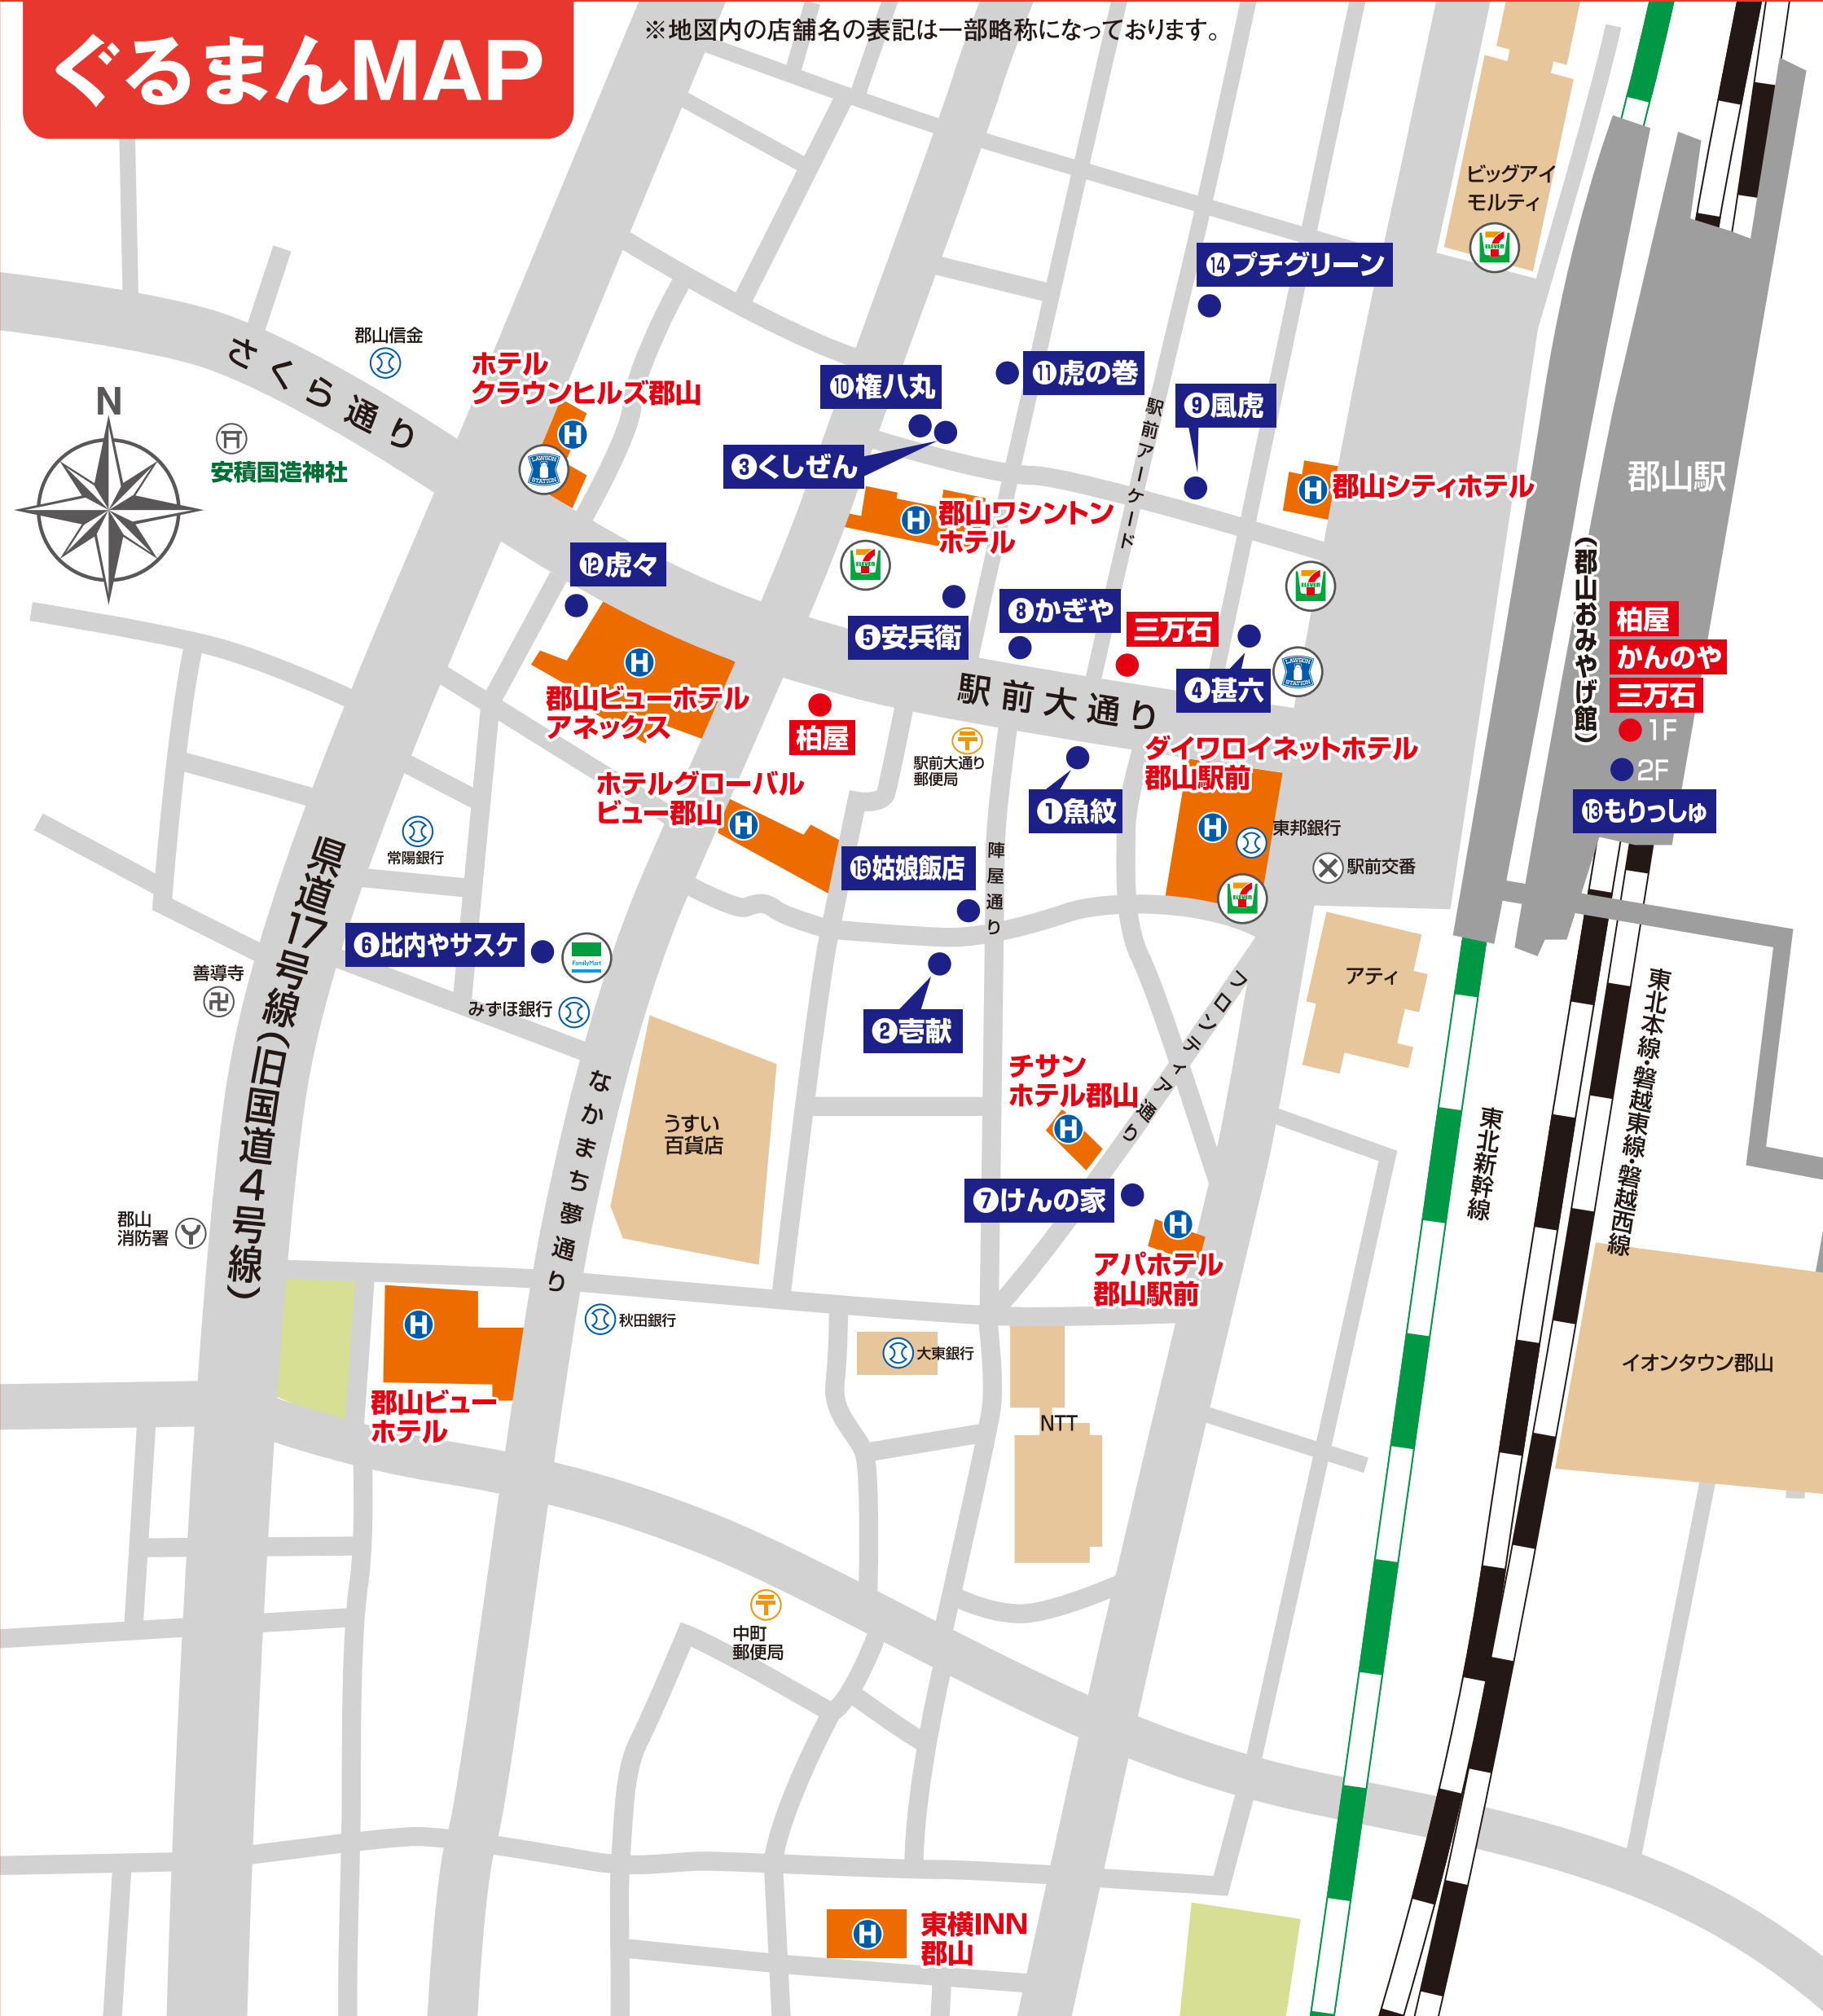 ぐるまんMAP
※地図内の店舗名の表記は一部略称になっております。
ビッグアイ
モルティ
⑭プチグリーン
郡山信金
さくら通り
ホテル
クラウンヒルズ郡山
LAWSON
STATION
N
安積国造神社
⑩権八丸
⑪虎の巻
⑨風虎
③くしぜん
駅前アーケード
郡山シティホテル
郡山駅
郡山ワシントン
ホテル
⑫虎々
⑤安兵衛
⑧かぎや
三万石
④甚六
(郡山おみやげ館)
柏屋
かんのや
三万石
1F
2F
⑬もりっしゅ
郡山ビューホテル
アネックス
柏屋
駅前大通り
駅前大通り
郵便局
①魚紋
ダイワロイネットホテル
郡山駅前
東邦銀行
駅前交番
ホテルグローバル
ビュー郡山
常陽銀行
⑮姑娘飯店
陣屋通り
県道17号線(旧国道4号線)
⑥比内やサスケ
FamilyMart
みずほ銀行
善導寺
②壱献
アティ
フロンティア通り
なかまち夢通り
うすい
百貨店
チサン
ホテル郡山
⑦けんの家
アパホテル
郡山駅前
東北新幹線
東北本線・磐越東線・磐越西線
郡山
消防署
郡山ビュー
ホテル
秋田銀行
大東銀行
NTT
イオンタウン郡山
中町
郵便局
東横INN
郡山